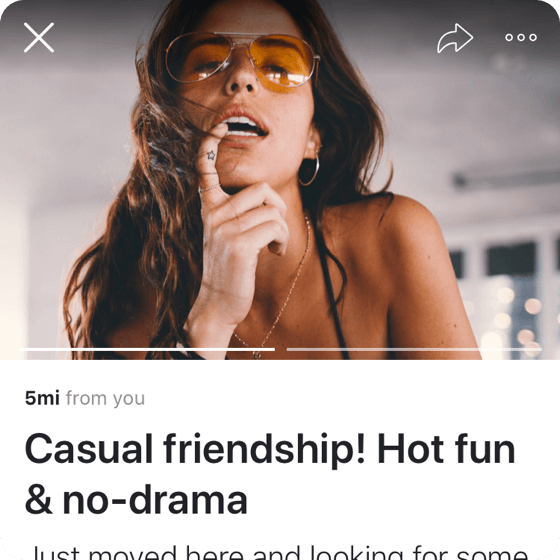 5mi from you
Casual friendship! Hot fun
& no-drama
Just moved here and looking for some